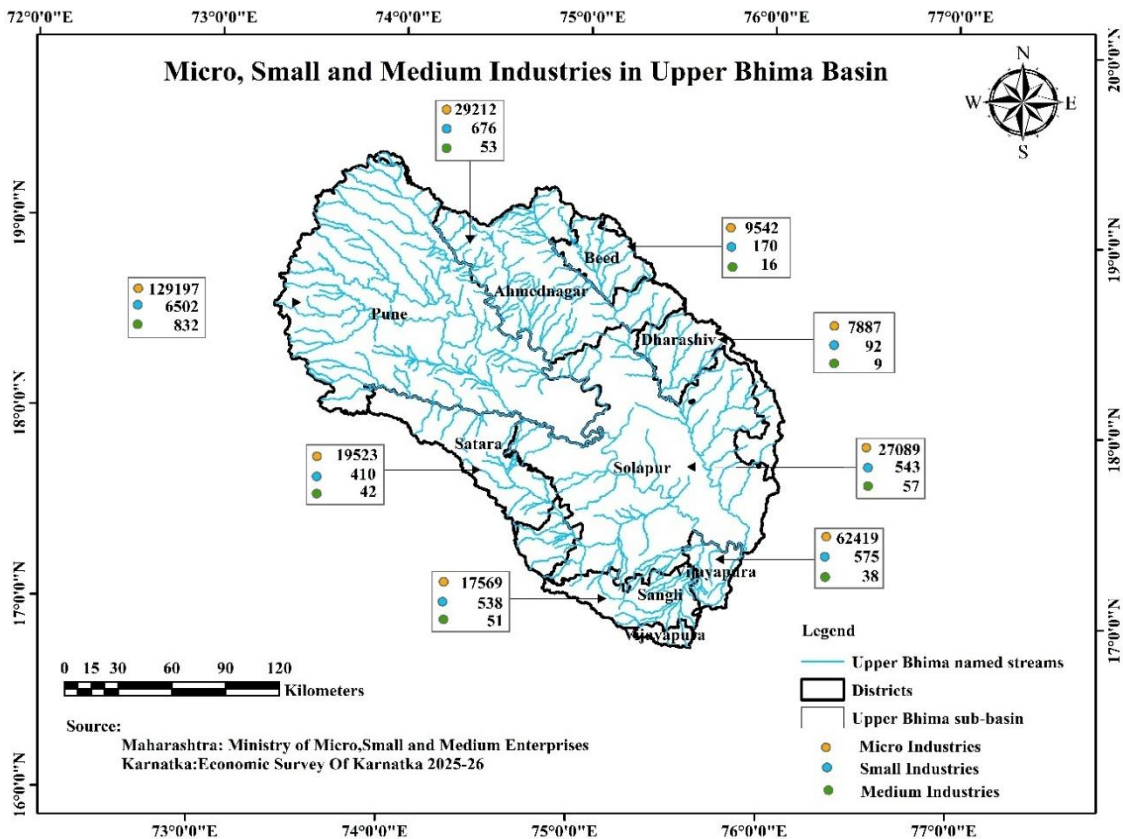 72°0'0"E 73°0'0"E 74°0'0"E 75°0'0"E 76°0'0"E 77°0'0"E
Micro, Small and Medium Industries in Upper Bhima Basin
N
W E
S
20°0'0"N
19°0'0"N
19°0'0"N
18°0'0"N
18°0'0"N
17°0'0"N
17°0'0"N
16°0'0"N
29212
676
53
9542
170
16
Beed
Ahmednagar
129197
6502
832
Pune
7887
92
9
Dharashiv
Satara
19523
410
42
Solapur
27089
543
57
62419
575
38
Vijayapura
17569
538
51
Sangli
Vijayapura
0 15 30 60 90 120
Kilometers
Source:
Maharashtra: Ministry of Micro,Small and Medium Enterprises
Karnatka:Economic Survey Of Karnatka 2025-26
Legend
Upper Bhima named streams
Districts
Upper Bhima sub-basin
Micro Industries
Small Industries
Medium Industries
73°0'0"E 74°0'0"E 75°0'0"E 76°0'0"E